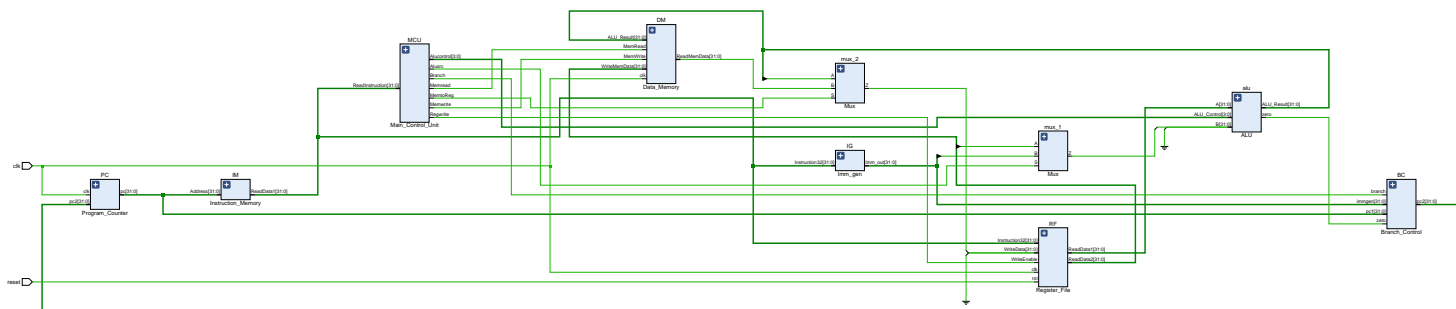 clk
reset
PC
clk
pc2[31:0]
pc[31:0]
Program_Counter
IM
Address[31:0]
ReadData1[31:0]
Instruction_Memory
MCU
ReadInstruction[31:0]
Alucontrol[3:0]
Alusrc
Branch
Memread
MemtoReg
Memwrite
Regwrite
Main_Control_Unit
DM
ALU_Result[31:0]
MemRead
MemWrite
WriteMemData[31:0]
clk
ReadMemData[31:0]
Data_Memory
mux_2
A
B
S
Z
Mux
IG
Instruction32[31:0]
Imm_out[31:0]
Imm_gen
mux_1
A
B
S
Z
Mux
RF
Instruction32[31:0]
WriteData[31:0]
WriteEnable
clk
rst
ReadData1[31:0]
ReadData2[31:0]
Register_File
alu
A[31:0]
ALU_Control[3:0]
B[31:0]
ALU_Result[31:0]
zero
ALU
BC
branch
immgen[31:0]
pc1[31:0]
zero
pc2[31:0]
Branch_Control